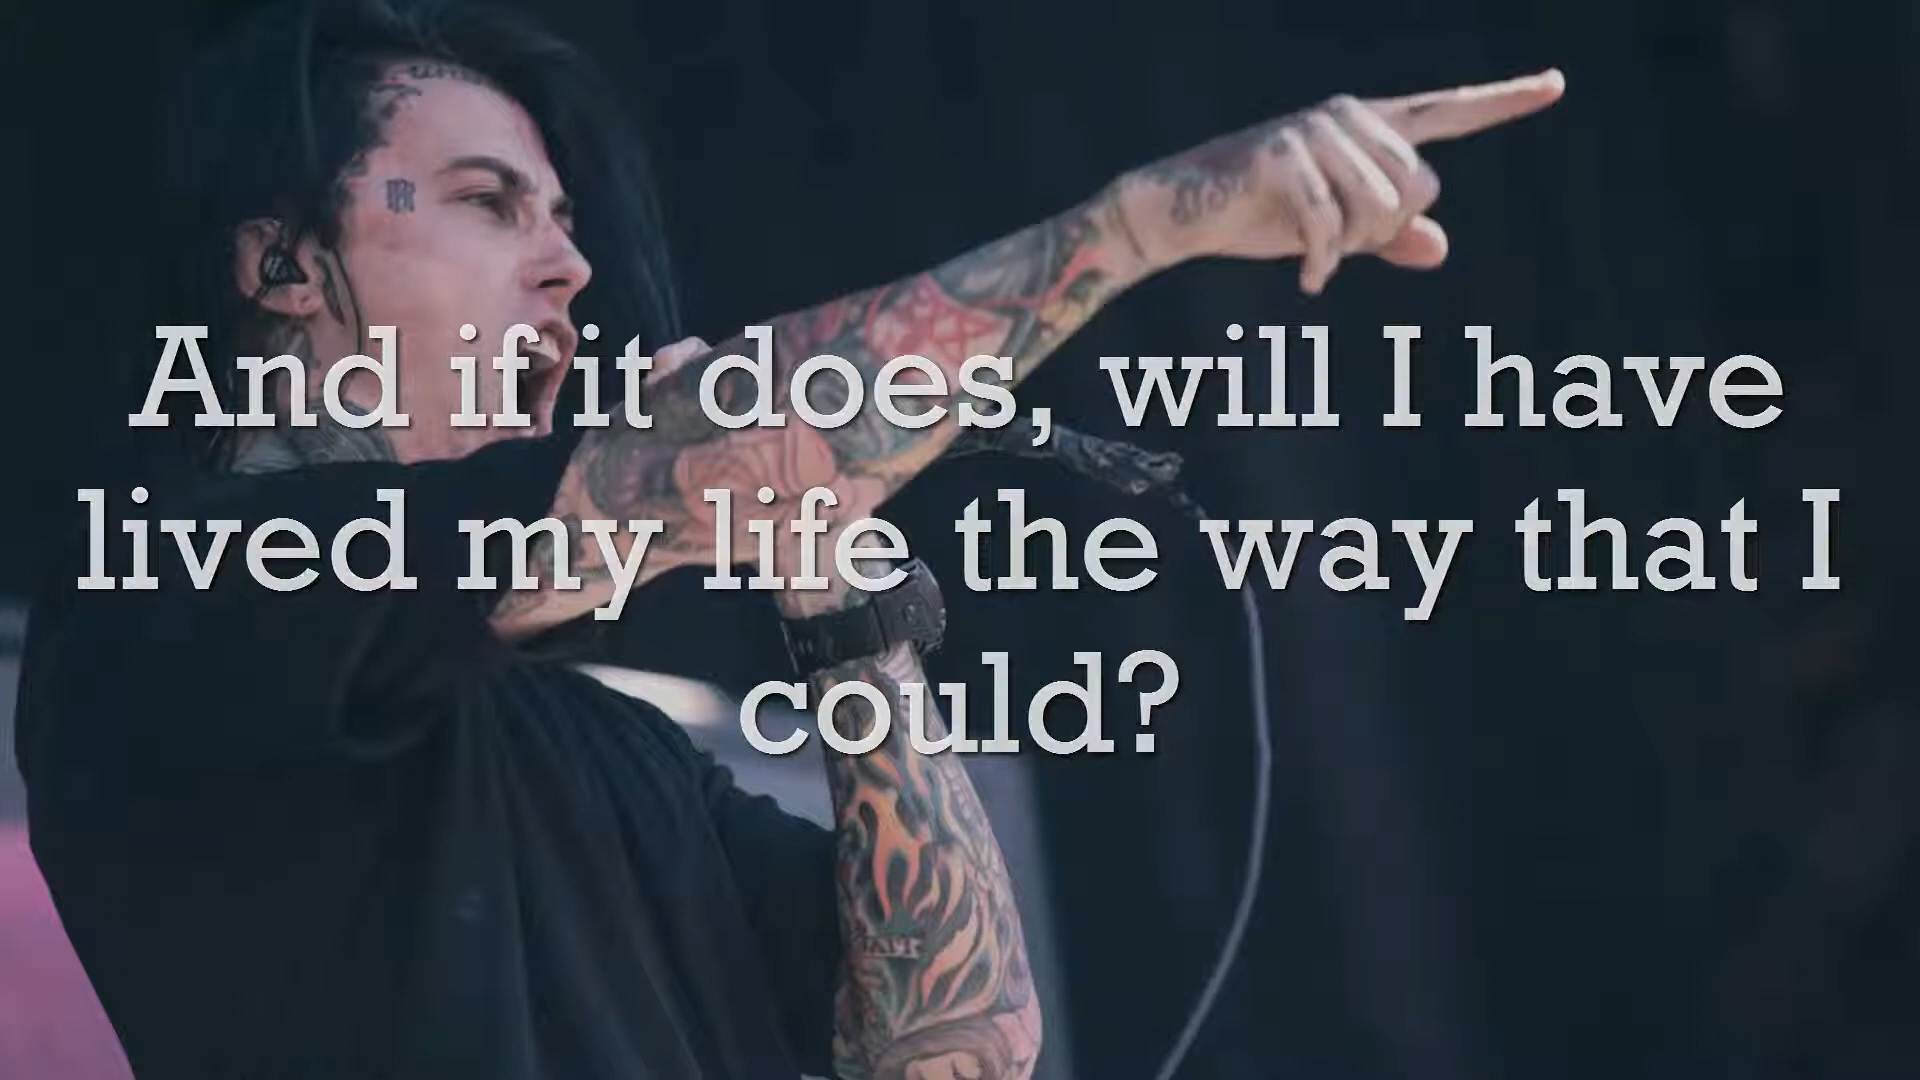 And if it does, will I have
lived my life the way that I
could?